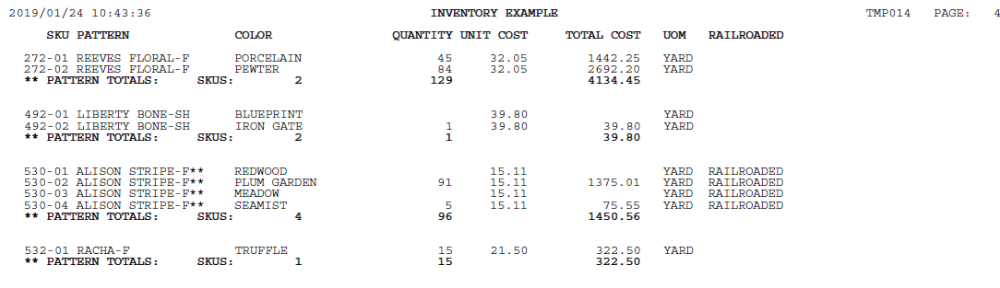 2019/01/24 10:43:36 INVENTORY EXAMPLE TMP014 PAGE: 4
SKU PATTERN COLOR QUANTITY UNIT COST TOTAL COST UOM RAILROADED
272-01 REEVES FLORAL-F PORCELAIN 45 32.05 1442.25 YARD
272-02 REEVES FLORAL-F PEWTER 84 32.05 2692.20 YARD
** PATTERN TOTALS: SKUS: 2 129 4134.45
492-01 LIBERTY BONE-SH BLUEPRINT 39.80 YARD
492-02 LIBERTY BONE-SH IRON GATE 1 39.80 39.80 YARD
** PATTERN TOTALS: SKUS: 2 1 39.80
530-01 ALISON STRIPE-F** REDWOOD 15.11 YARD RAILROADED
530-02 ALISON STRIPE-F** PLUM GARDEN 91 15.11 1375.01 YARD RAILROADED
530-03 ALISON STRIPE-F** MEADOW 15.11 YARD RAILROADED
530-04 ALISON STRIPE-F** SEAMIST 5 15.11 75.55 YARD RAILROADED
** PATTERN TOTALS: SKUS: 4 96 1450.56
532-01 RACHA-F TRUFFLE 15 21.50 322.50 YARD
** PATTERN TOTALS: SKUS: 1 15 322.50